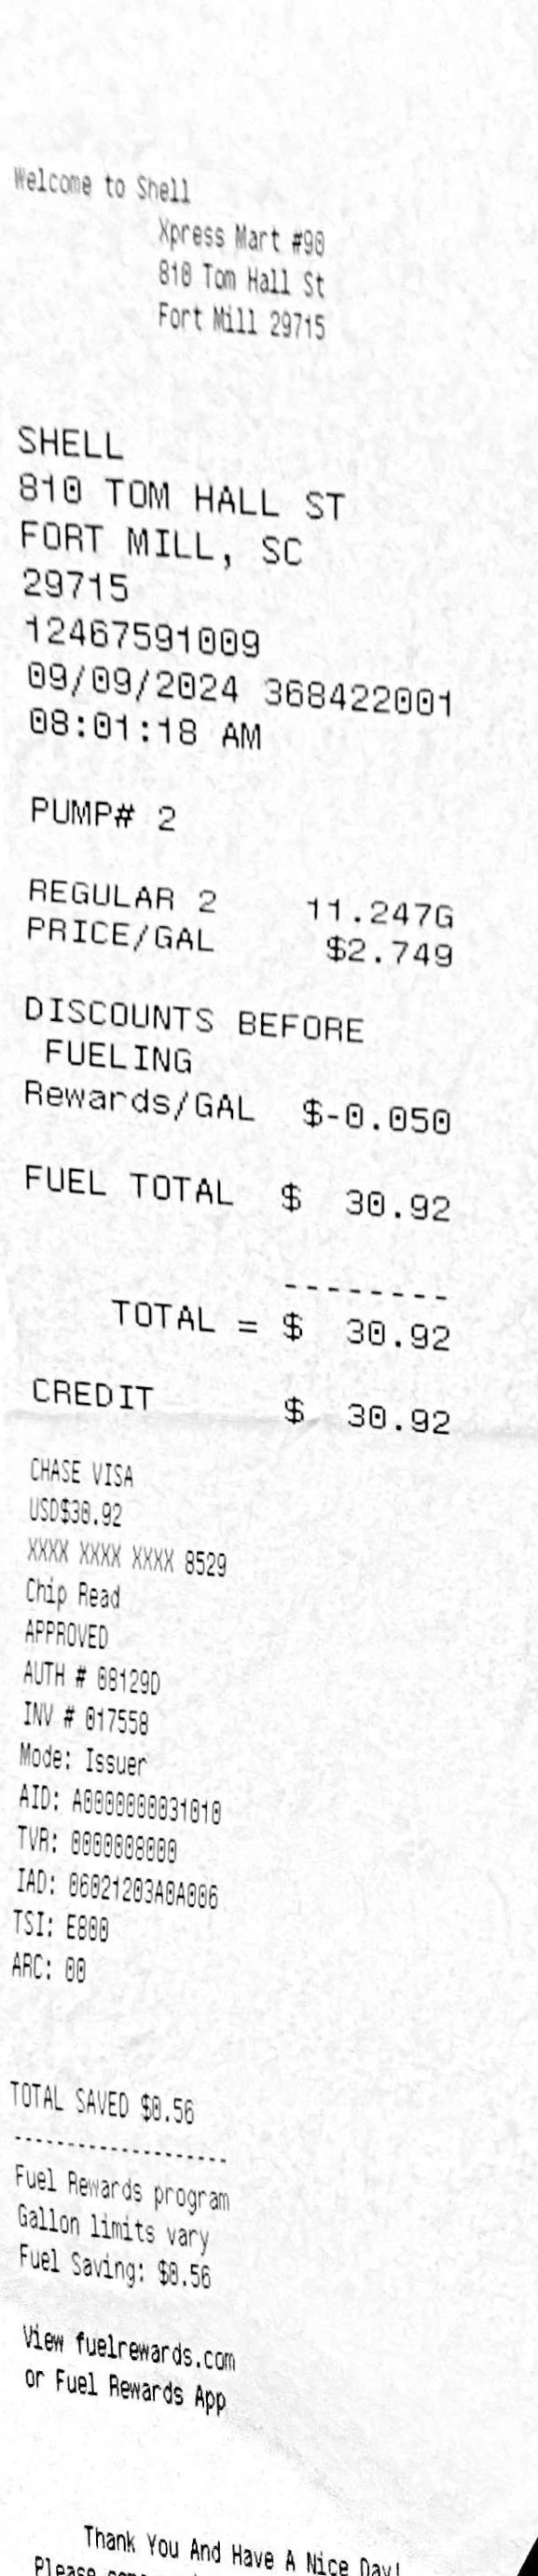 Welcome to Shell
Xpress Mart #90
810 Tom Hall St
Fort Mill 29715
SHELL
810 TOM HALL ST
FORT MILL, SC
29715
12467591009
09/09/2024 368422001
08:01:18 AM
PUMP# 2
REGULAR 2 11.247G
PRICE/GAL $2.749
DISCOUNTS BEFORE
FUELING
Rewards/GAL $-0.050
FUEL TOTAL $ 30.92
--------
TOTAL = $ 30.92
CREDIT $ 30.92
CHASE VISA
USD$30.92
XXXX XXXX XXXX 8529
Chip Read
APPROVED
AUTH # 08129D
INV # 017558
Mode: Issuer
AID: A0000000031010
TVR: 0000008000
IAD: 06021203A0A006
TSI: E800
ARC: 00
TOTAL SAVED $0.56
-------------------
Fuel Rewards program
Gallon limits vary
Fuel Saving: $0.56
View fuelrewards.com
or Fuel Rewards App
Thank You And Have A Nice Day!
Please